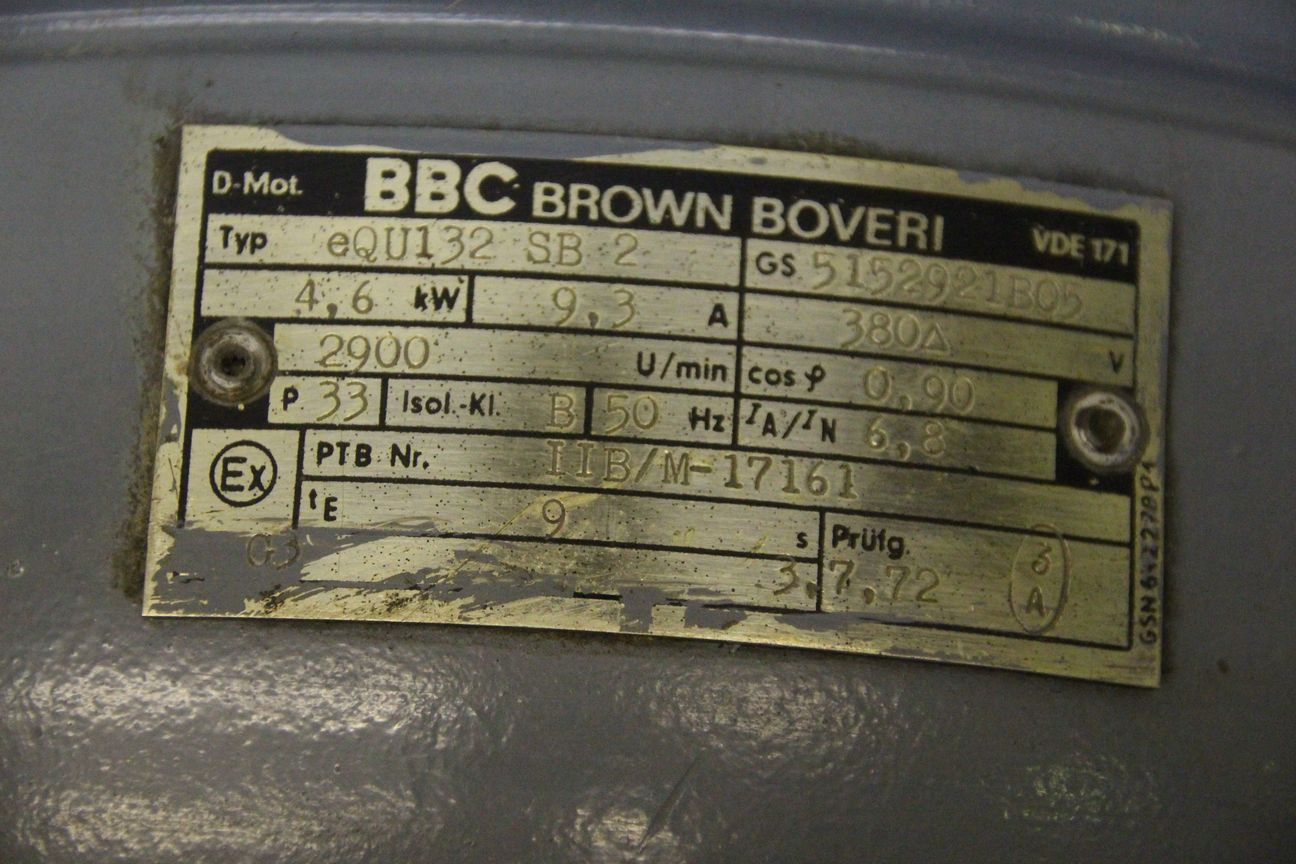 D-Mot. BBC BROWN BOVERI VDE 171
Typ eQU132 SB 2 GS 5152921B05
4,6 kW 9,3 A 380△ V
2900 U/min cos φ 0,90
P 33 Isol.-Kl. B 50 Hz IA/IN 6,8
Ex PTB Nr. IIB/M-17161
tE 9 s Prüfg. 3
G3 3,7,72 A